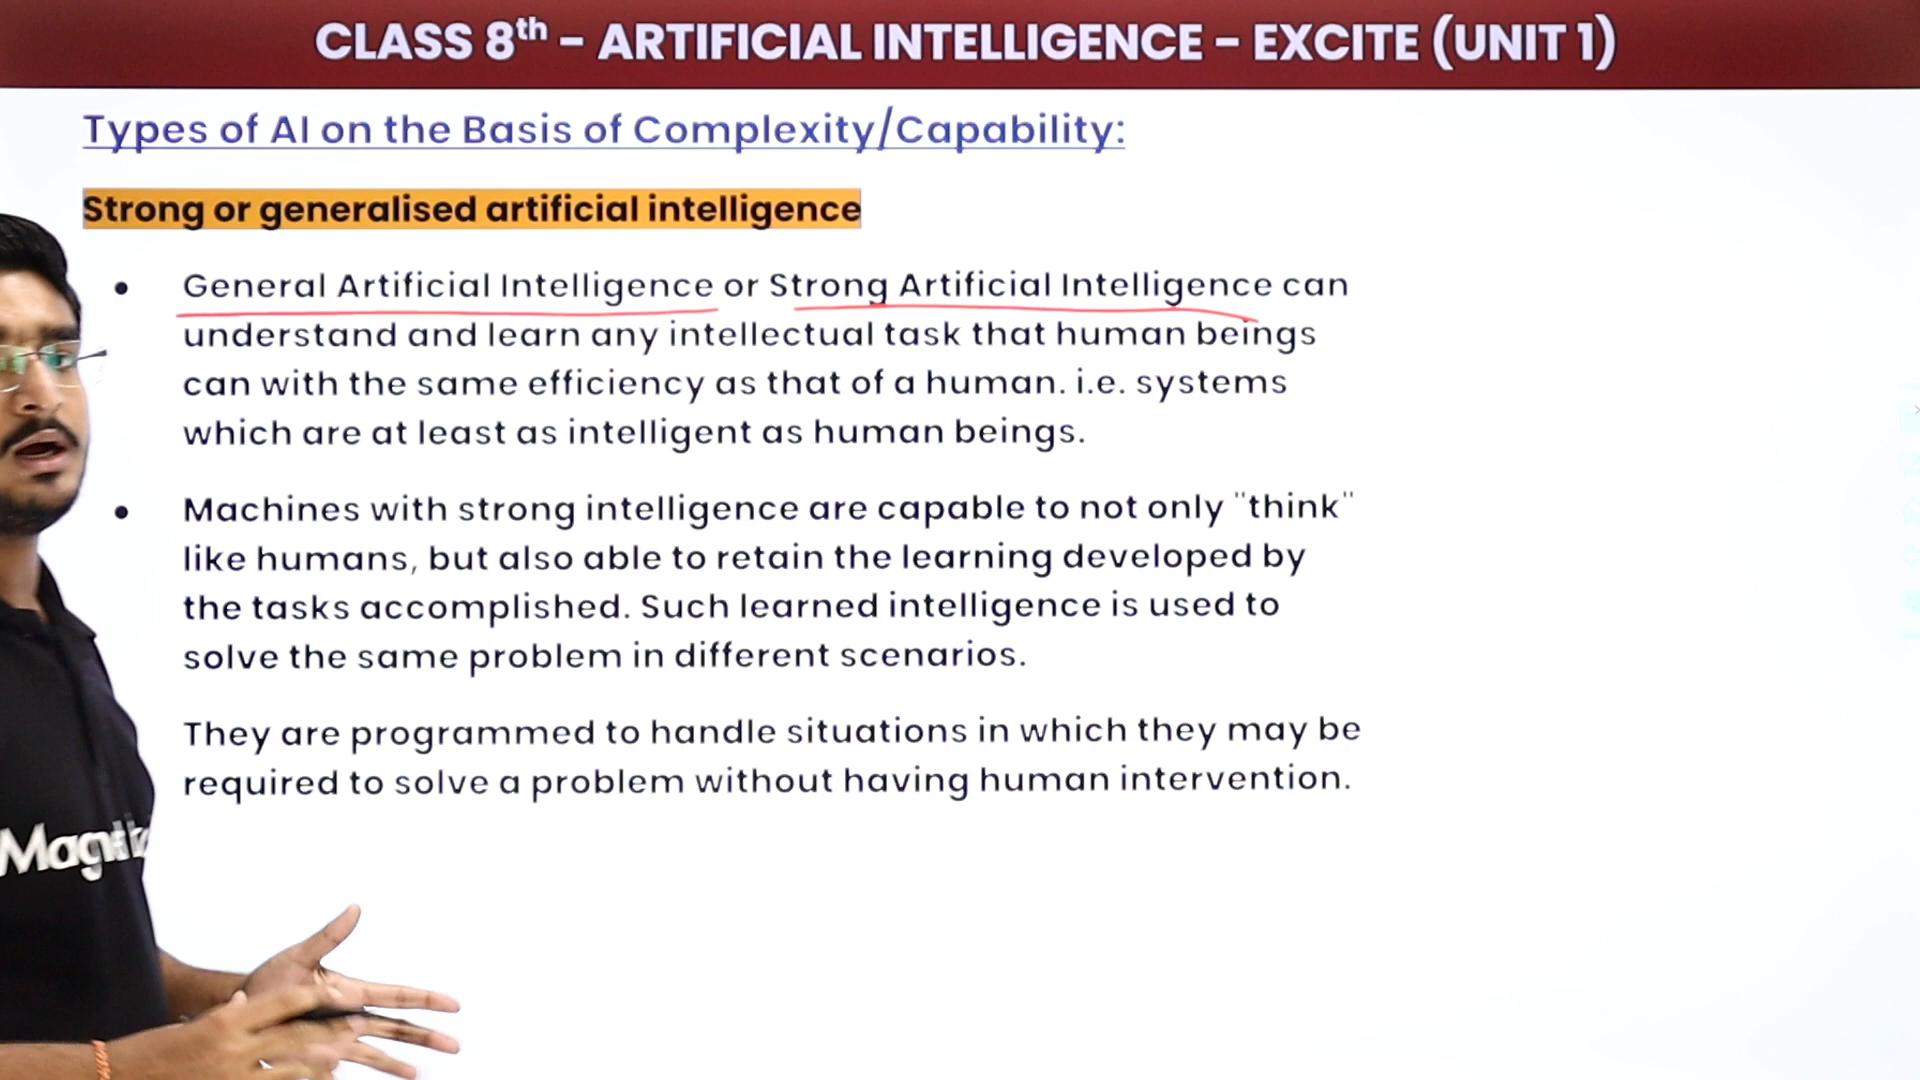 CLASS 8th - ARTIFICIAL INTELLIGENCE - EXCITE (UNIT 1)
Types of AI on the Basis of Complexity/Capability:
Strong or generalised artificial intelligence
• General Artificial Intelligence or Strong Artificial Intelligence can
understand and learn any intellectual task that human beings
can with the same efficiency as that of a human. i.e. systems
which are at least as intelligent as human beings.
• Machines with strong intelligence are capable to not only "think"
like humans, but also able to retain the learning developed by
the tasks accomplished. Such learned intelligence is used to
solve the same problem in different scenarios.
They are programmed to handle situations in which they may be
required to solve a problem without having human intervention.